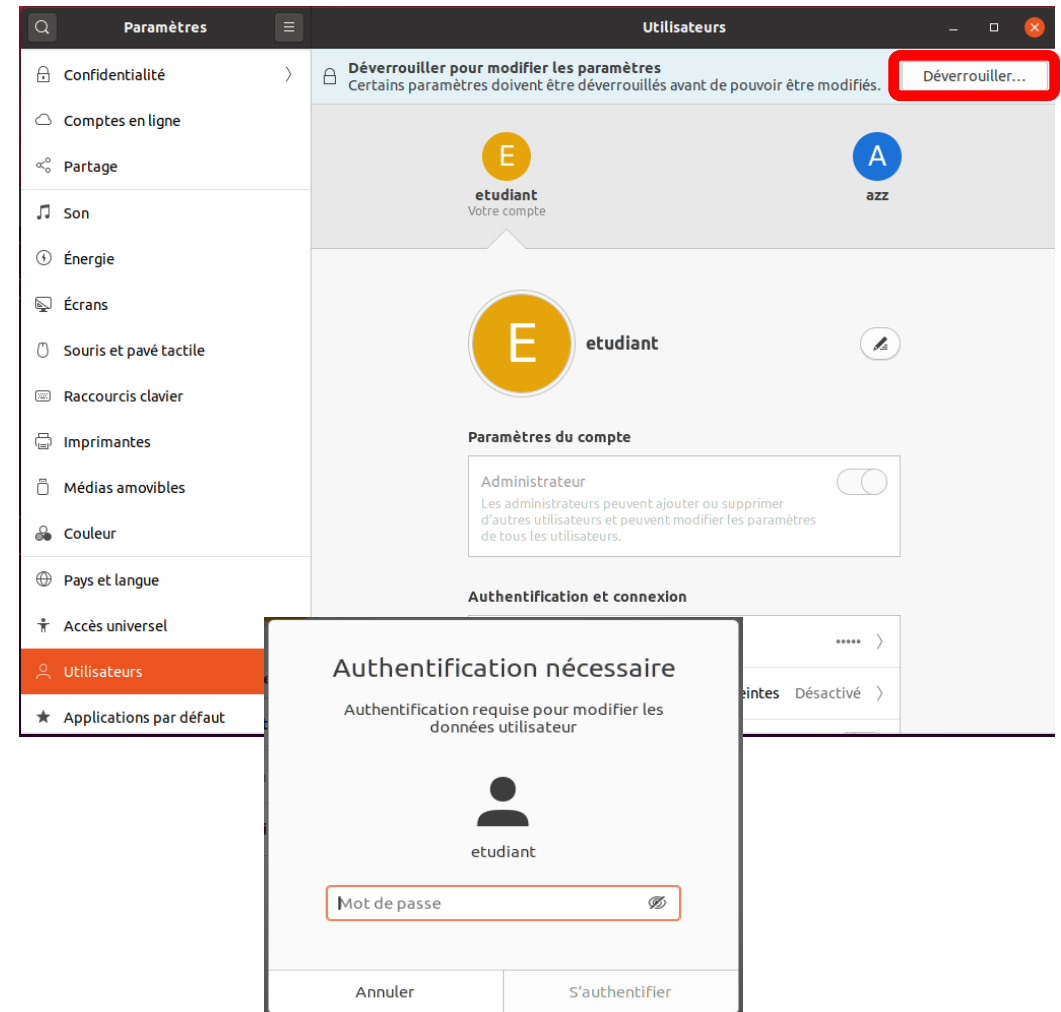 Paramètres
Utilisateurs
Confidentialité
Comptes en ligne
Partage
Son
Énergie
Écrans
Souris et pavé tactile
Raccourcis clavier
Imprimantes
Médias amovibles
Couleur
Pays et langue
Accès universel
Utilisateurs
Applications par défaut
Déverrouiller pour modifier les paramètres
Certains paramètres doivent être déverrouillés avant de pouvoir être modifiés.
Déverrouiller...
E
etudiant
Votre compte
A
azz
E
etudiant
Paramètres du compte
Administrateur
Les administrateurs peuvent ajouter ou supprimer
d'autres utilisateurs et peuvent modifier les paramètres
de tous les utilisateurs.
Authentification et connexion
•••••
eintes Désactivé
Authentification nécessaire
Authentification requise pour modifier les
données utilisateur
etudiant
Mot de passe
Annuler
S'authentifier